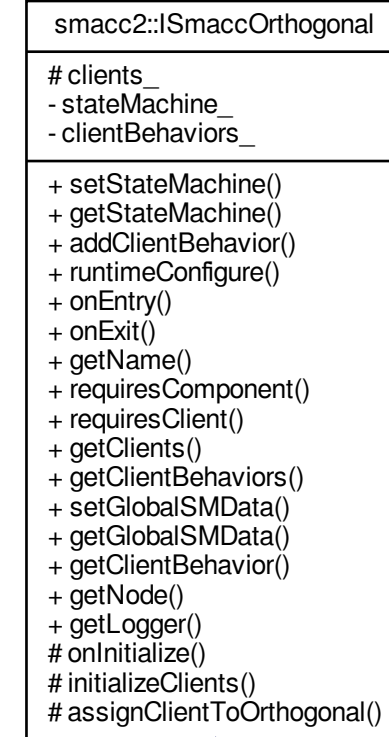 smacc2::ISmaccOrthogonal
# clients_
- stateMachine_
- clientBehaviors_
+ setStateMachine()
+ getStateMachine()
+ addClientBehavior()
+ runtimeConfigure()
+ onEntry()
+ onExit()
+ getName()
+ requiresComponent()
+ requiresClient()
+ getClients()
+ getClientBehaviors()
+ setGlobalSMData()
+ getGlobalSMData()
+ getClientBehavior()
+ getNode()
+ getLogger()
# onInitialize()
# initializeClients()
# assignClientToOrthogonal()